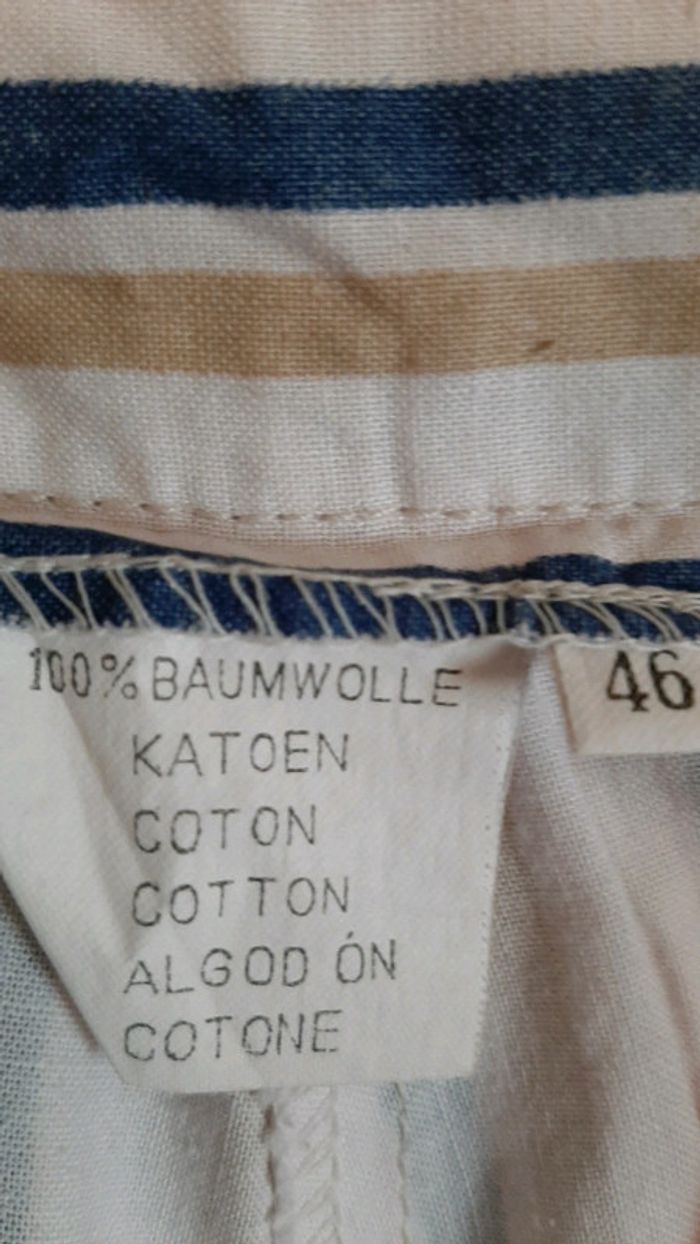 100% BAUMWOLLE
KATOEN
COTON
COTTON
ALGOD ÓN
COTONE
46